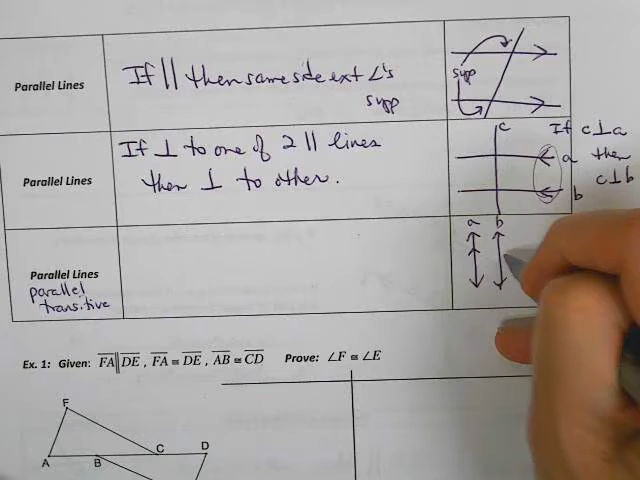 Parallel Lines
If || then same side ext ∠'s
supp
supp
Parallel Lines
If ⊥ to one of 2 || lines
then ⊥ to other.
c
a
b
If c⊥a
then
c⊥b
Parallel Lines
parallel
transitive
a b
Ex. 1: Given: FA || DE , FA ≅ DE , AB ≅ CD Prove: ∠F ≅ ∠E
F
A
B
C
D